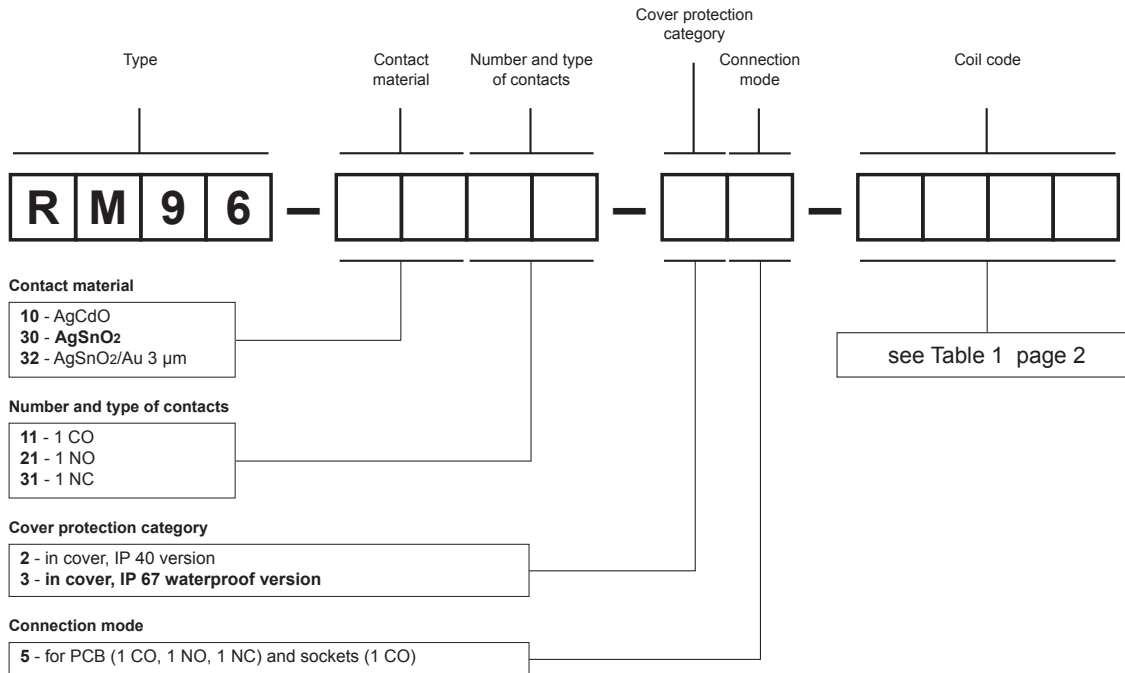 Cover protection
category
Type
Contact
material
Number and type
of contacts
Connection
mode
Coil code
R M 9 6 – – –
Contact material
10 - AgCdO
30 - AgSnO2
32 - AgSnO2/Au 3 µm
see Table 1 page 2
Number and type of contacts
11 - 1 CO
21 - 1 NO
31 - 1 NC
Cover protection category
2 - in cover, IP 40 version
3 - in cover, IP 67 waterproof version
Connection mode
5 - for PCB (1 CO, 1 NO, 1 NC) and sockets (1 CO)